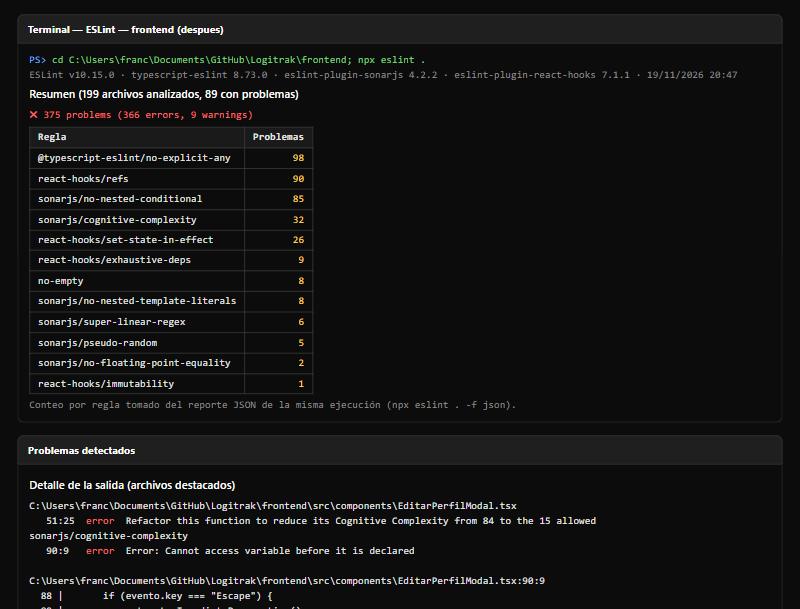 Terminal — ESLint — frontend (despues)
PS> cd C:\Users\franc\Documents\GitHub\Logitrak\frontend; npx eslint .
ESLint v10.15.0 · typescript-eslint 8.73.0 · eslint-plugin-sonarjs 4.2.2 · eslint-plugin-react-hooks 7.1.1 · 19/11/2026 20:47
Resumen (199 archivos analizados, 89 con problemas)
✕ 375 problems (366 errors, 9 warnings)
Regla Problemas
@typescript-eslint/no-explicit-any 98
react-hooks/refs 90
sonarjs/no-nested-conditional 85
sonarjs/cognitive-complexity 32
react-hooks/set-state-in-effect 26
react-hooks/exhaustive-deps 9
no-empty 8
sonarjs/no-nested-template-literals 8
sonarjs/super-linear-regex 6
sonarjs/pseudo-random 5
sonarjs/no-floating-point-equality 2
react-hooks/immutability 1
Conteo por regla tomado del reporte JSON de la misma ejecución (npx eslint . -f json).
Problemas detectados
Detalle de la salida (archivos destacados)
C:\Users\franc\Documents\GitHub\Logitrak\frontend\src\components\EditarPerfilModal.tsx
51:25 error Refactor this function to reduce its Cognitive Complexity from 84 to the 15 allowed
sonarjs/cognitive-complexity
90:9 error Error: Cannot access variable before it is declared
C:\Users\franc\Documents\GitHub\Logitrak\frontend\src\components\EditarPerfilModal.tsx:90:9
88 | if (evento.key === "Escape") {